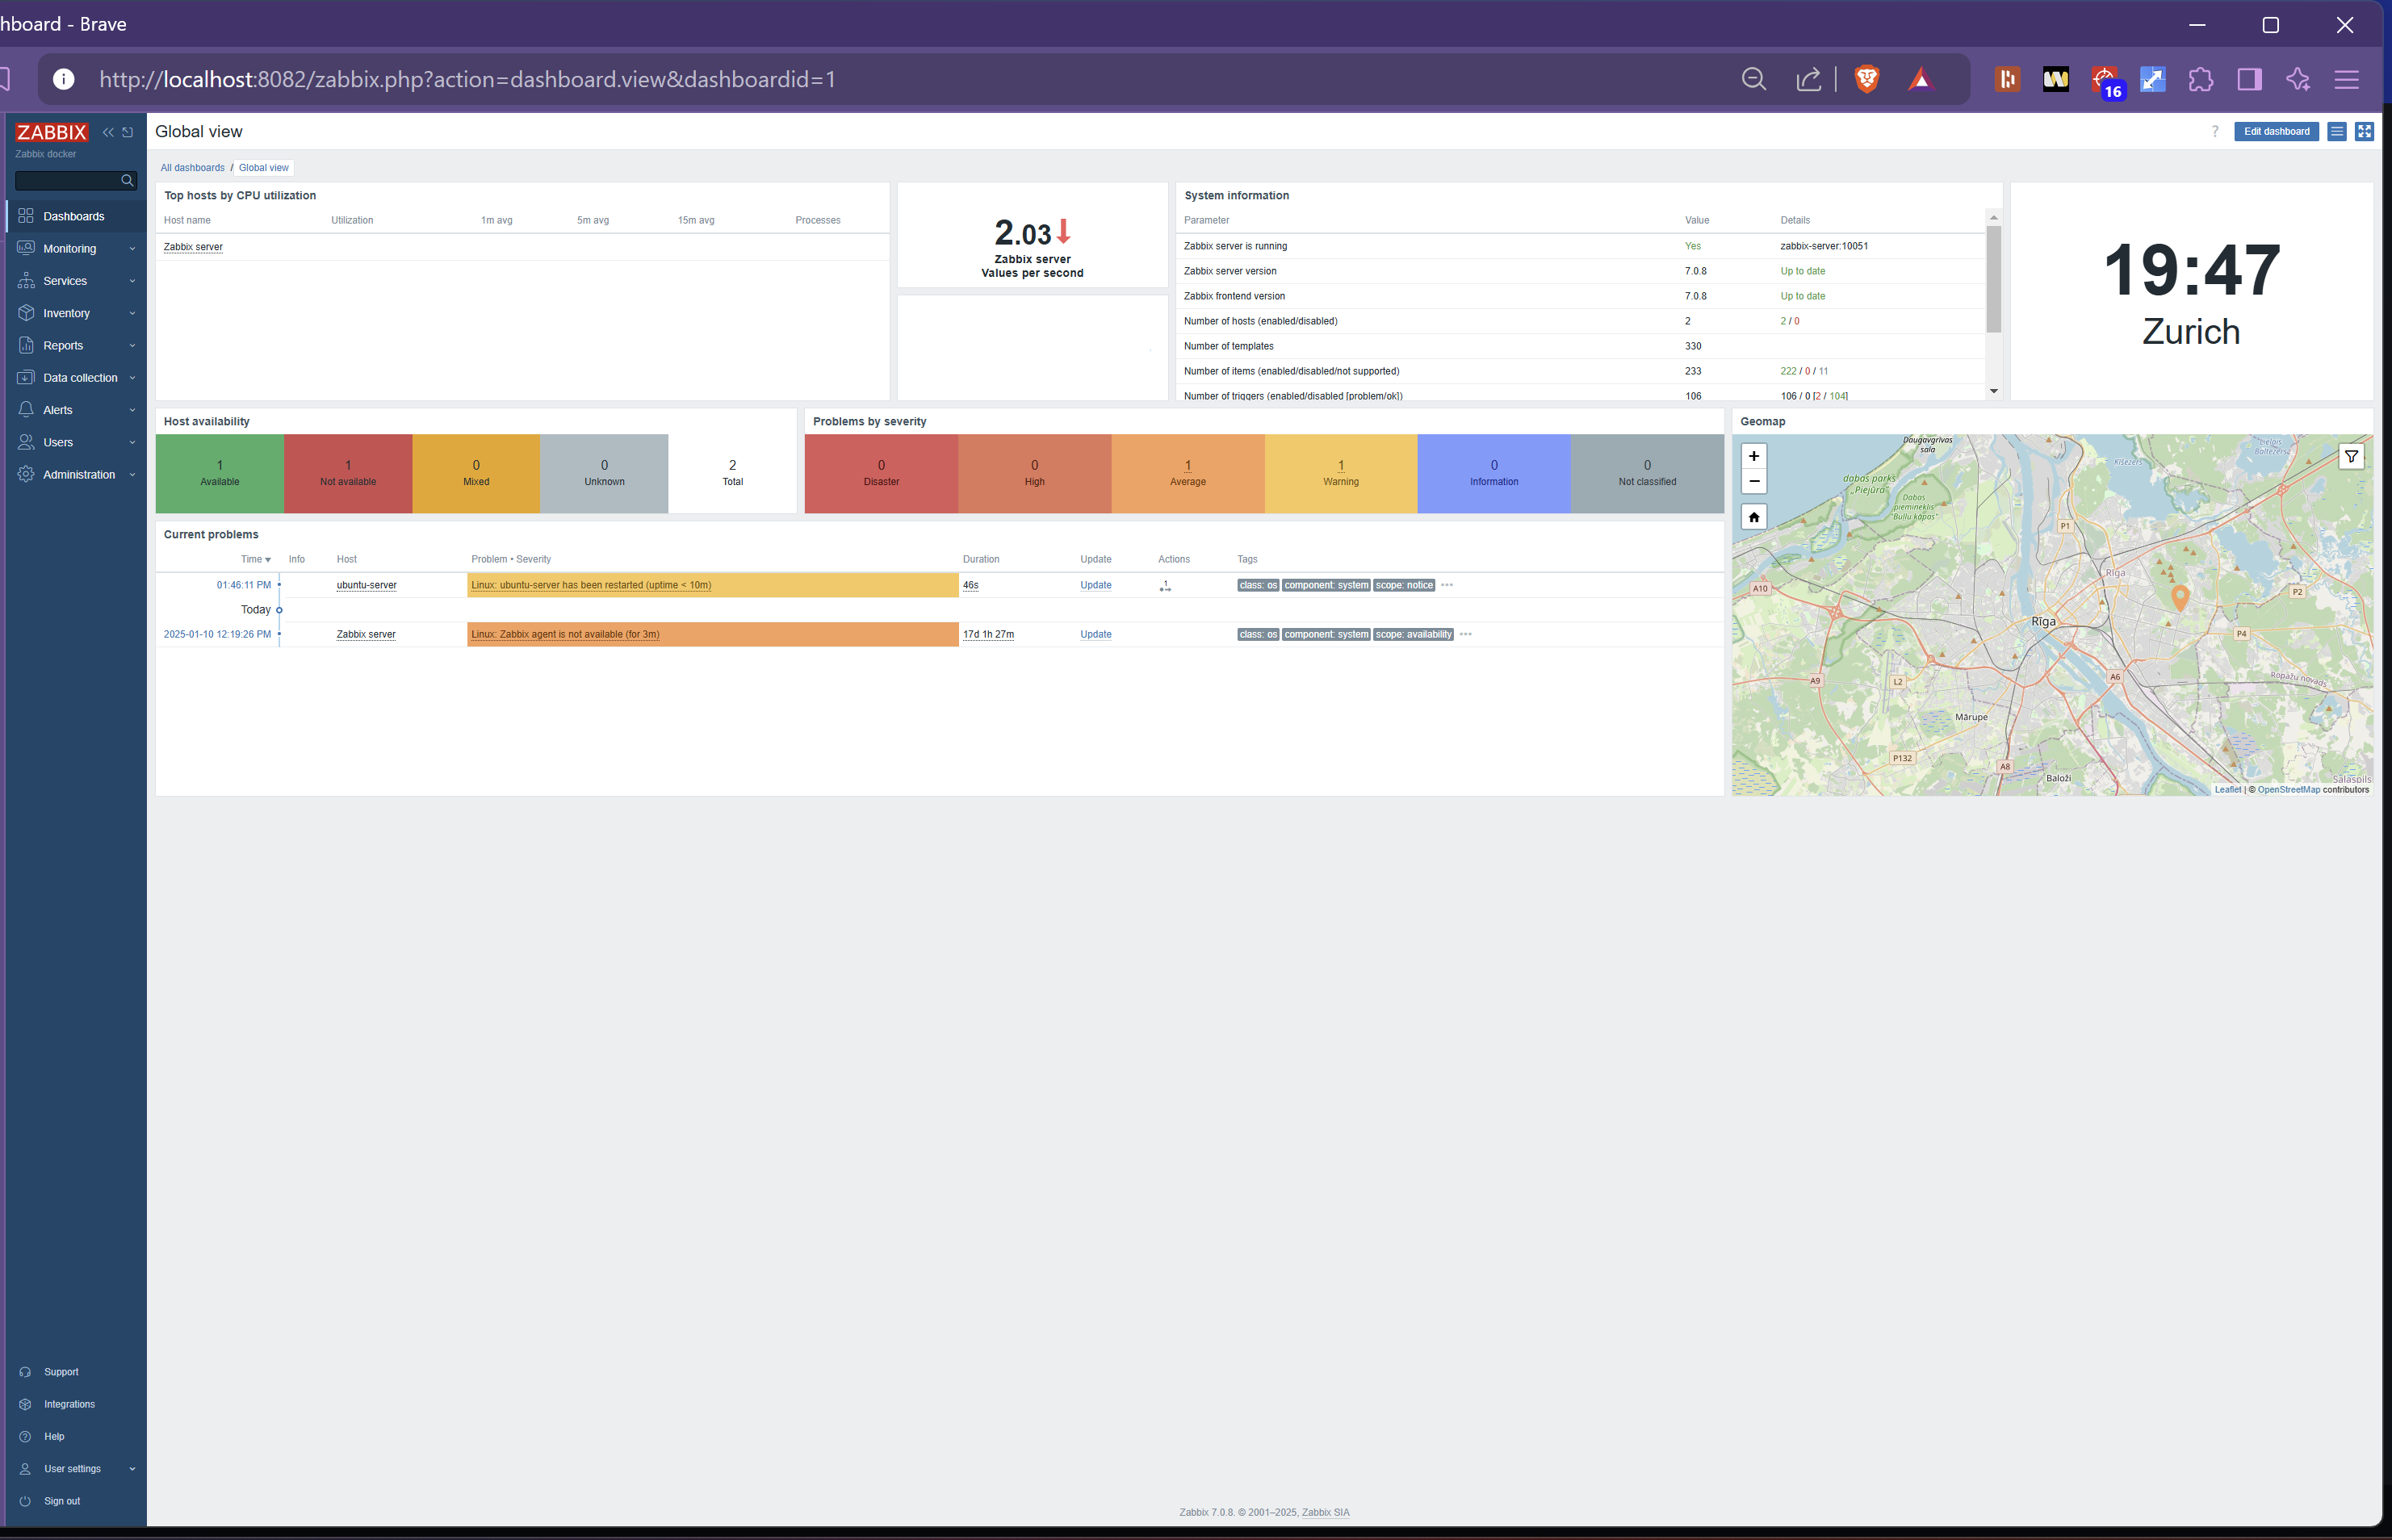 hboard - Brave
http://localhost:8082/zabbix.php?action=dashboard.view&dashboardid=1
16
ZABBIX
Zabbix docker
Dashboards
Monitoring
Services
Inventory
Reports
Data collection
Alerts
Users
Administration
Support
Integrations
Help
User settings
Sign out
Global view
? Edit dashboard
All dashboards / Global view
Top hosts by CPU utilization
Host name Utilization 1m avg 5m avg 15m avg Processes
Zabbix server
2.03
Zabbix server
Values per second
System information
Parameter Value Details
Zabbix server is running Yes zabbix-server:10051
Zabbix server version 7.0.8 Up to date
Zabbix frontend version 7.0.8 Up to date
Number of hosts (enabled/disabled) 2 2 / 0
Number of templates 330
Number of items (enabled/disabled/not supported) 233 222 / 0 / 11
Number of triggers (enabled/disabled [problem/ok]) 106 106 / 0 [2 / 104]
19:47
Zurich
Host availability
1 Available
1 Not available
0 Mixed
0 Unknown
2 Total
Problems by severity
0 Disaster
0 High
1 Average
1 Warning
0 Information
0 Not classified
Current problems
Time Info Host Problem • Severity Duration Update Actions Tags
01:46:11 PM ubuntu-server Linux: ubuntu-server has been restarted (uptime < 10m) 46s Update 1 class: os component: system scope: notice •••
Today
2025-01-10 12:19:26 PM Zabbix server Linux: Zabbix agent is not available (for 3m) 17d 1h 27m Update class: os component: system scope: availability •••
Geomap
+
−
Daugavgrīvas
sala
Ķīšezers
dabas parks
"Piejūra"
Dabas
piemineklis
"Buļļu kāpas"
P1
Rīga
A10
P2
Rīga
P4
A9
L2
A6
Ropažu novads
Mārupe
P132
A8
Baloži
Salaspils
Leaflet | © OpenStreetMap contributors
Zabbix 7.0.8. © 2001–2025, Zabbix SIA